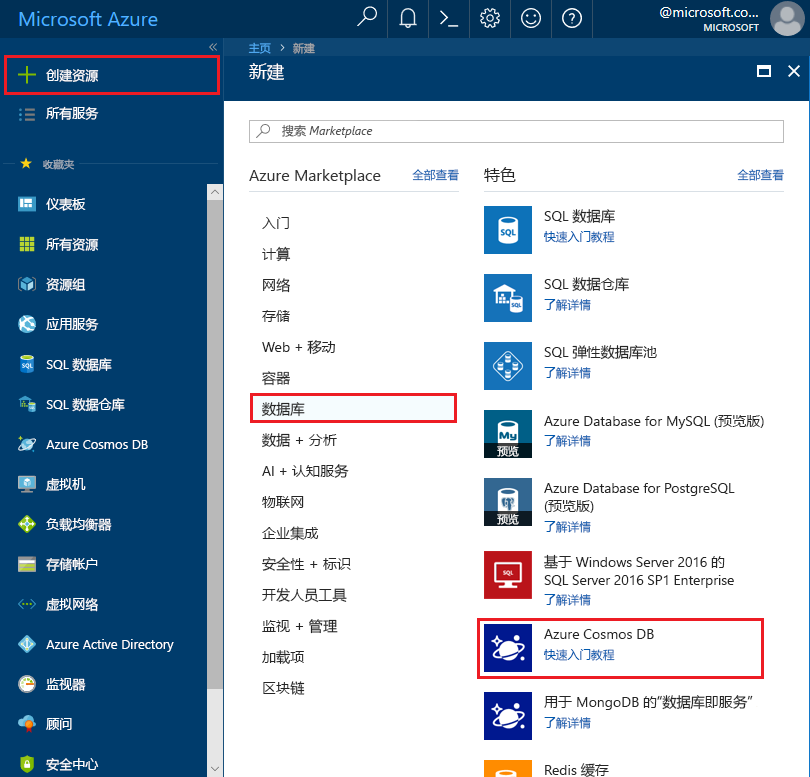 Microsoft Azure
@microsoft.co...
MICROSOFT
创建资源
所有服务
收藏夹
仪表板
所有资源
资源组
应用服务
SQL 数据库
SQL 数据仓库
Azure Cosmos DB
虚拟机
负载均衡器
存储帐户
虚拟网络
Azure Active Directory
监视器
顾问
安全中心
主页 > 新建
新建
搜索 Marketplace
Azure Marketplace 全部查看
入门
计算
网络
存储
Web + 移动
容器
数据库
数据 + 分析
AI + 认知服务
物联网
企业集成
安全性 + 标识
开发人员工具
监视 + 管理
加载项
区块链
特色 全部查看
SQL
SQL 数据库
快速入门教程
SQL
SQL 数据仓库
了解详情
SQL 弹性数据库池
了解详情
My
预览
Azure Database for MySQL (预览版)
了解详情
预览
Azure Database for PostgreSQL
(预览版)
了解详情
SQL
基于 Windows Server 2016 的
SQL Server 2016 SP1 Enterprise
了解详情
Azure Cosmos DB
快速入门教程
用于 MongoDB 的“数据库即服务”
了解详情
Redis 缓存